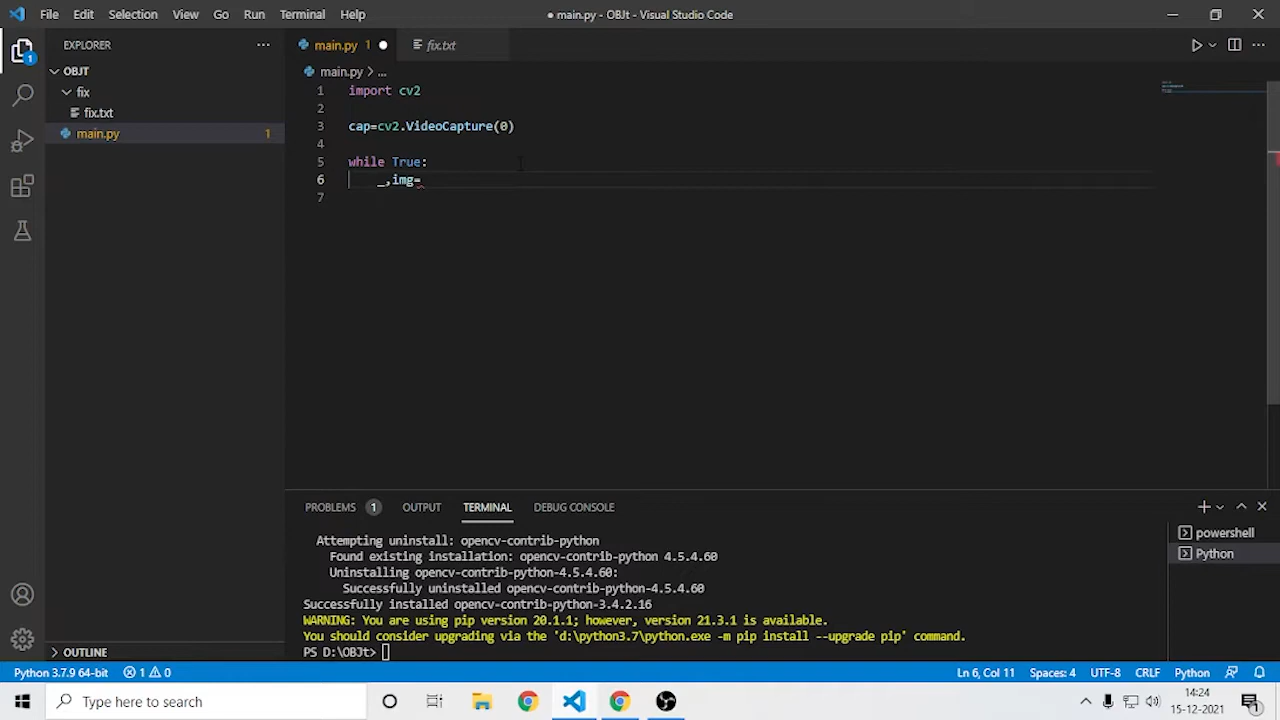 File Edit Selection View Go Run Terminal Help
● main.py - OBJt - Visual Studio Code
EXPLORER
OBJT
fix
fix.txt
main.py 1
OUTLINE
main.py 1
fix.txt
main.py > ...
1 import cv2
2
3 cap=cv2.VideoCapture(0)
4
5 while True:
6 _,img=
7
PROBLEMS 1 OUTPUT TERMINAL DEBUG CONSOLE
Attempting uninstall: opencv-contrib-python
Found existing installation: opencv-contrib-python 4.5.4.60
Uninstalling opencv-contrib-python-4.5.4.60:
Successfully uninstalled opencv-contrib-python-4.5.4.60
Successfully installed opencv-contrib-python-3.4.2.16
WARNING: You are using pip version 20.1.1; however, version 21.3.1 is available.
You should consider upgrading via the 'd:\python3.7\python.exe -m pip install --upgrade pip' command.
PS D:\OBJt>
powershell
Python
1
Python 3.7.9 64-bit 1 0 Ln 6, Col 11 Spaces: 4 UTF-8 CRLF Python
Type here to search
14:24
15-12-2021
1